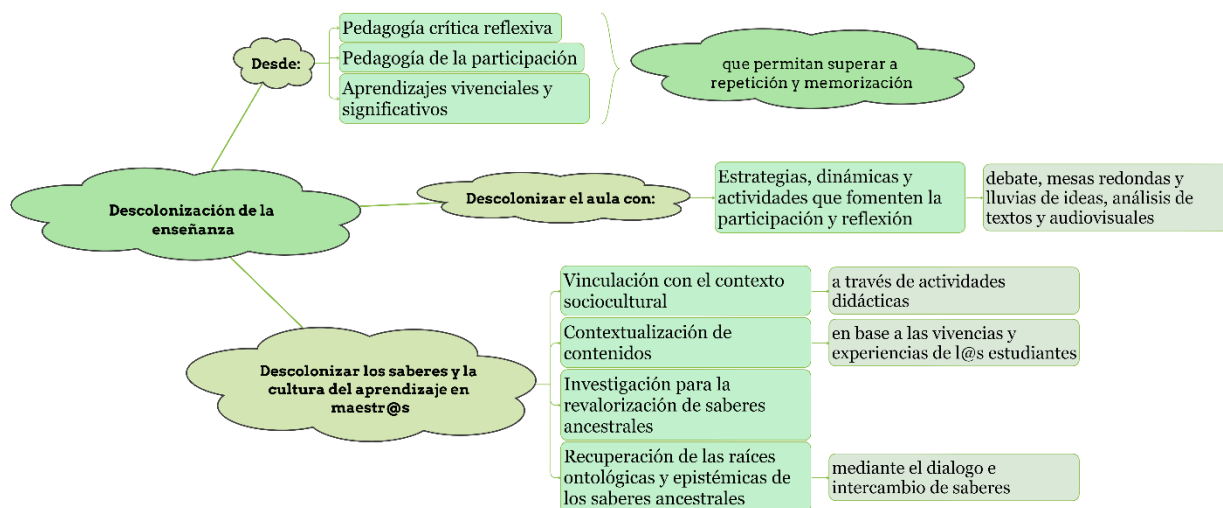 Desde:
Pedagogía crítica reflexiva
Pedagogía de la participación
Aprendizajes vivenciales y
significativos
que permitan superar a
repetición y memorización
Descolonización de la
enseñanza
Descolonizar el aula con:
Estrategias, dinámicas y
actividades que fomenten la
participación y reflexión
debate, mesas redondas y
lluvias de ideas, análisis de
textos y audiovisuales
Descolonizar los saberes y la
cultura del aprendizaje en
maestr@s
Vinculación con el contexto
sociocultural
a través de actividades
didácticas
Contextualización de
contenidos
en base a las vivencias y
experiencias de l@s estudiantes
Investigación para la
revalorización de saberes
ancestrales
Recuperación de las raíces
ontológicas y epistémicas de
los saberes ancestrales
mediante el dialogo e
intercambio de saberes